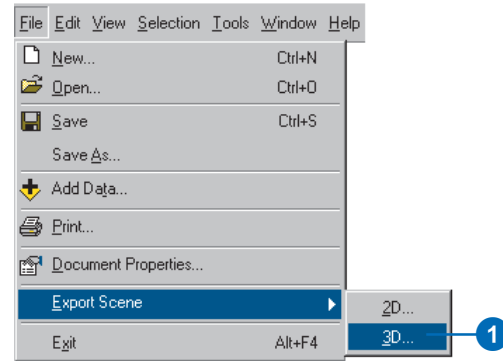 File Edit View Selection Tools Window Help
New... Ctrl+N
Open... Ctrl+O
Save Ctrl+S
Save As...
Add Data...
Print...
Document Properties...
Export Scene
2D...
3D... 1
Exit Alt+F4